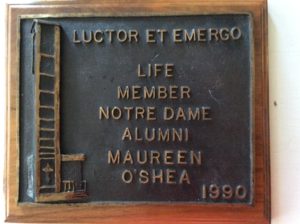 LUCTOR ET EMERGO
LIFE
MEMBER
NOTRE DAME
ALUMNI
MAUREEN
O'SHEA
1990